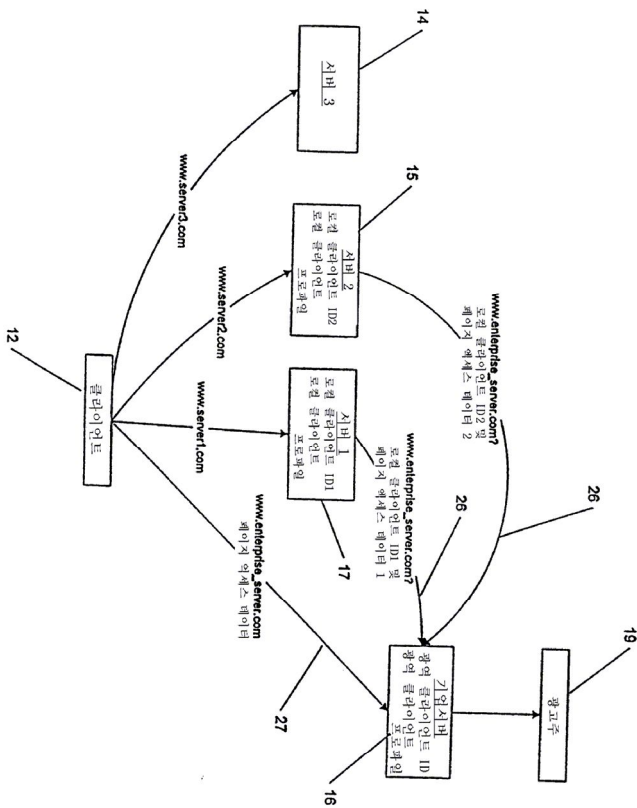 14
서버 3
www.server3.com
15
서버 2
로컬 클라이언트 ID2
로컬 클라이언트
프로파일
www.server2.com
www.enterprise_server.com?
로컬 클라이언트 ID2 및
페이지 액세스 데이터 2
26
12
클라이언트
www.server1.com
서버 1
로컬 클라이언트 ID1
로컬 클라이언트
프로파일
17
www.enterprise_server.com?
로컬 클라이언트 ID1 및
페이지 액세스 데이터 1
26
www.enterprise_server.com
페이지 억세스 데이터
27
기업서버
광역 클라이언트 ID
광역 클라이언트
프로파일
16
19
광고주